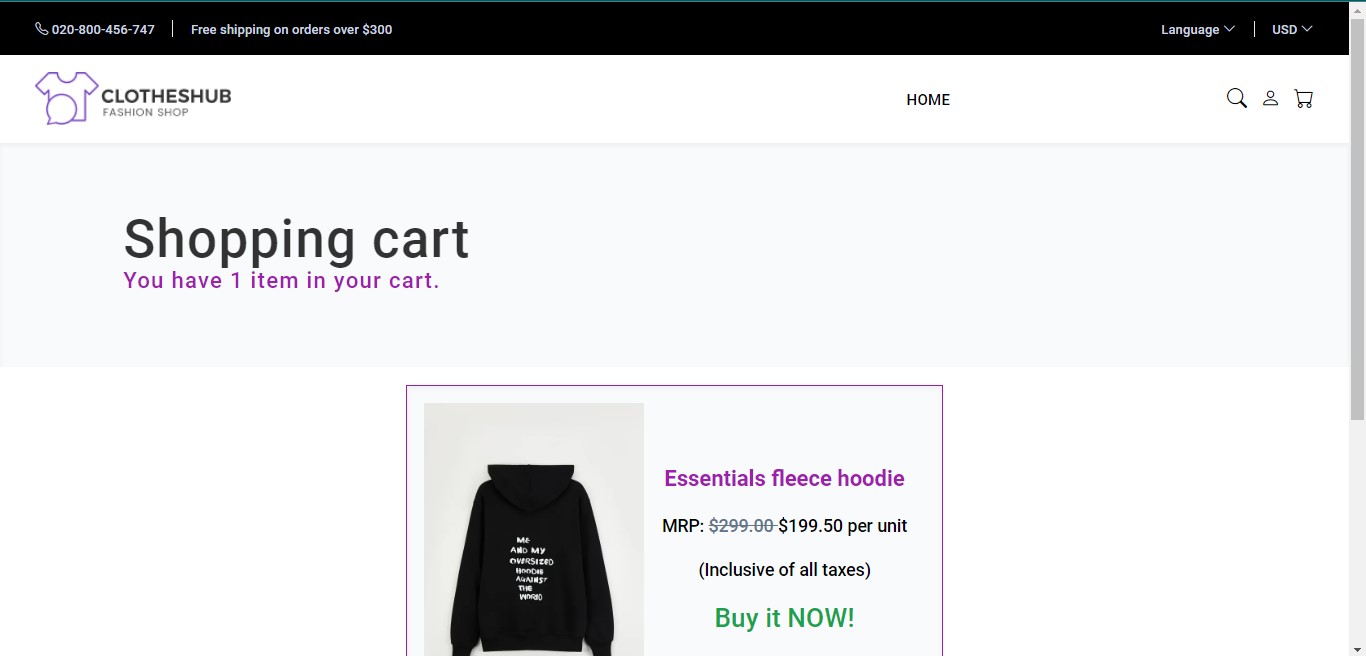 020-800-456-747 Free shipping on orders over $300 Language USD
CLOTHESHUB
FASHION SHOP
HOME
Shopping cart
You have 1 item in your cart.
Essentials fleece hoodie
MRP: $299.00 $199.50 per unit
(Inclusive of all taxes)
Buy it NOW!
ME
AND MY
OVERSIZED
HOODIE
AGAINST
THE
WORLD